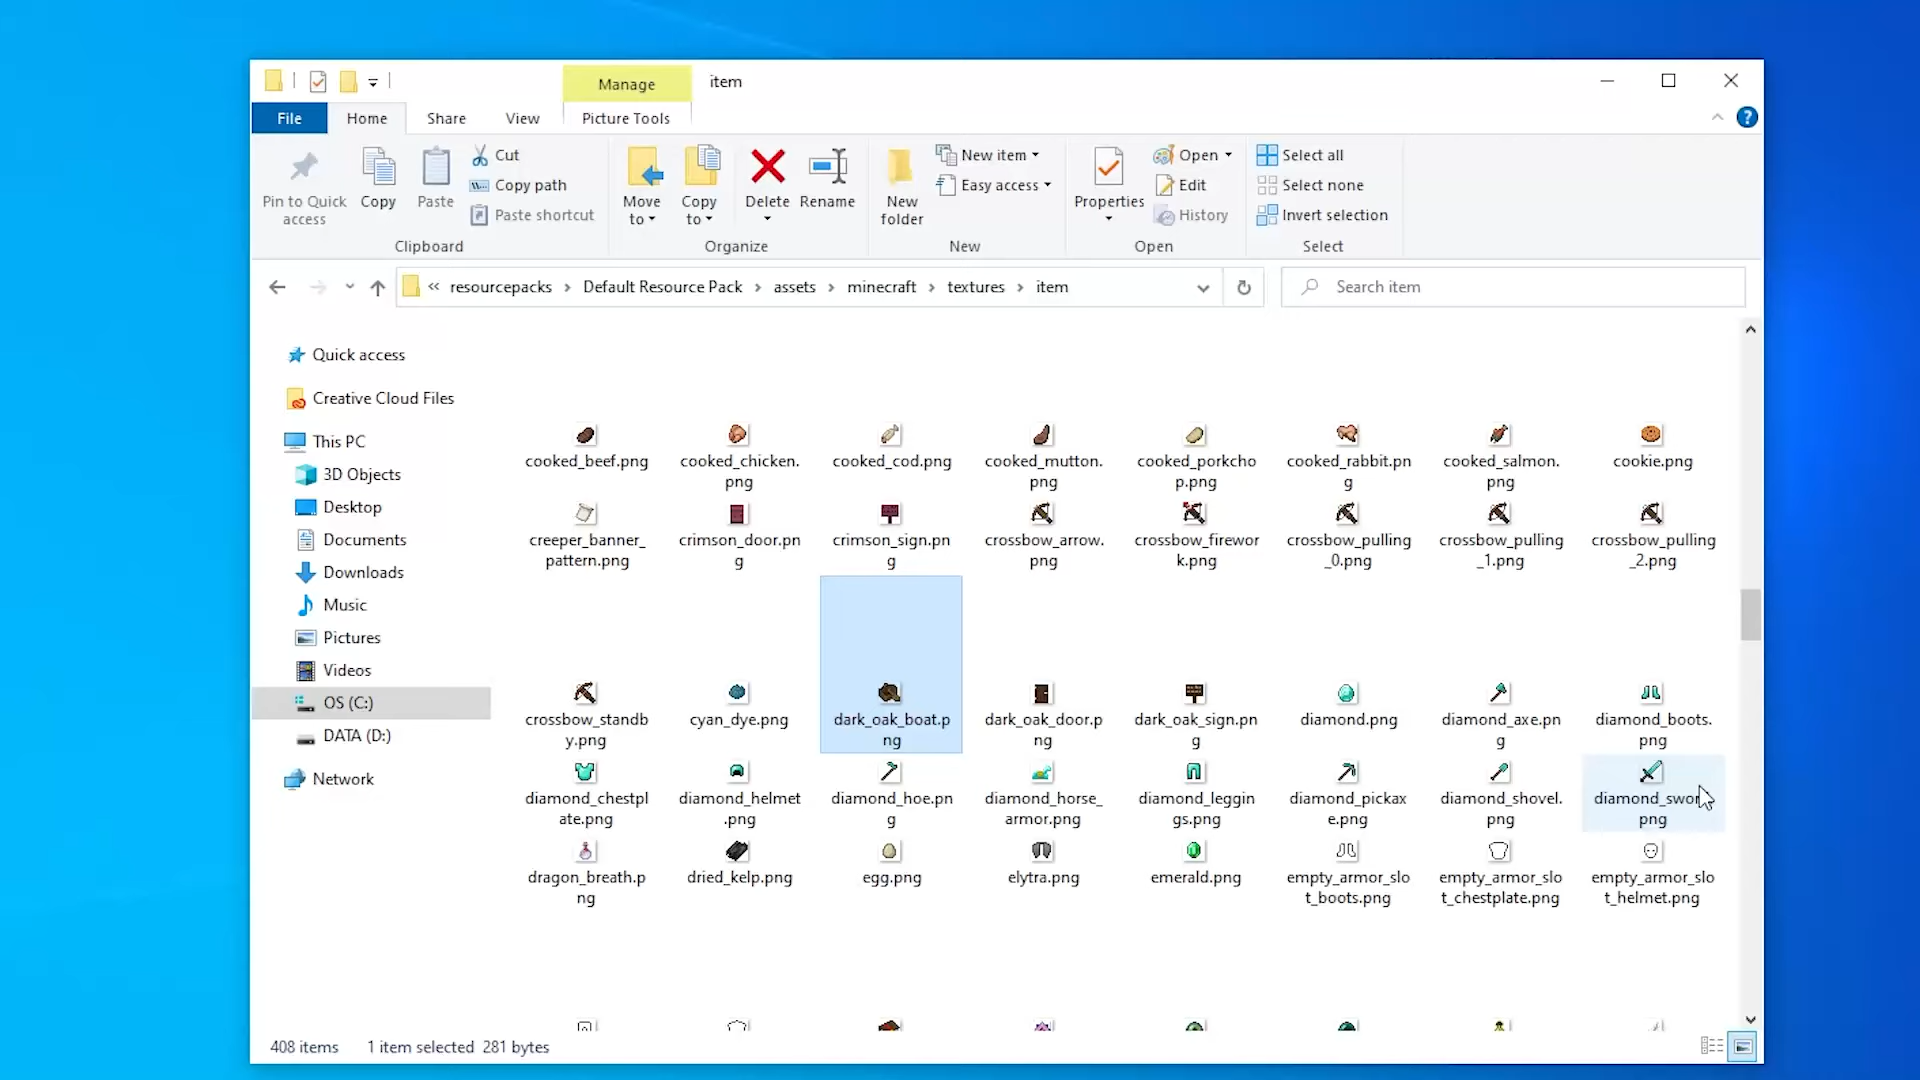 Manage
item
File
Home
Share
View
Picture Tools
?
Pin to Quick
access
Copy
Paste
Cut
Copy path
Paste shortcut
Clipboard
Move
to
Copy
to
Delete
Rename
Organize
New
folder
New item
Easy access
New
Properties
Open
Edit
History
Open
Select all
Select none
Invert selection
Select
« resourcepacks > Default Resource Pack > assets > minecraft > textures > item
Search item
Quick access
Creative Cloud Files
This PC
3D Objects
Desktop
Documents
Downloads
Music
Pictures
Videos
OS (C:)
DATA (D:)
Network
cooked_beef.png
cooked_chicken.
png
cooked_cod.png
cooked_mutton.
png
cooked_porkcho
p.png
cooked_rabbit.pn
g
cooked_salmon.
png
cookie.png
creeper_banner_
pattern.png
crimson_door.pn
g
crimson_sign.pn
g
crossbow_arrow.
png
crossbow_firewor
k.png
crossbow_pulling
_0.png
crossbow_pulling
_1.png
crossbow_pulling
_2.png
crossbow_standb
y.png
cyan_dye.png
dark_oak_boat.p
ng
dark_oak_door.p
ng
dark_oak_sign.pn
g
diamond.png
diamond_axe.pn
g
diamond_boots.
png
diamond_chestpl
ate.png
diamond_helmet
.png
diamond_hoe.pn
g
diamond_horse_
armor.png
diamond_leggin
gs.png
diamond_pickax
e.png
diamond_shovel.
png
diamond_swor
png
dragon_breath.p
ng
dried_kelp.png
egg.png
elytra.png
emerald.png
empty_armor_slo
t_boots.png
empty_armor_slo
t_chestplate.png
empty_armor_slo
t_helmet.png
408 items
1 item selected
281 bytes